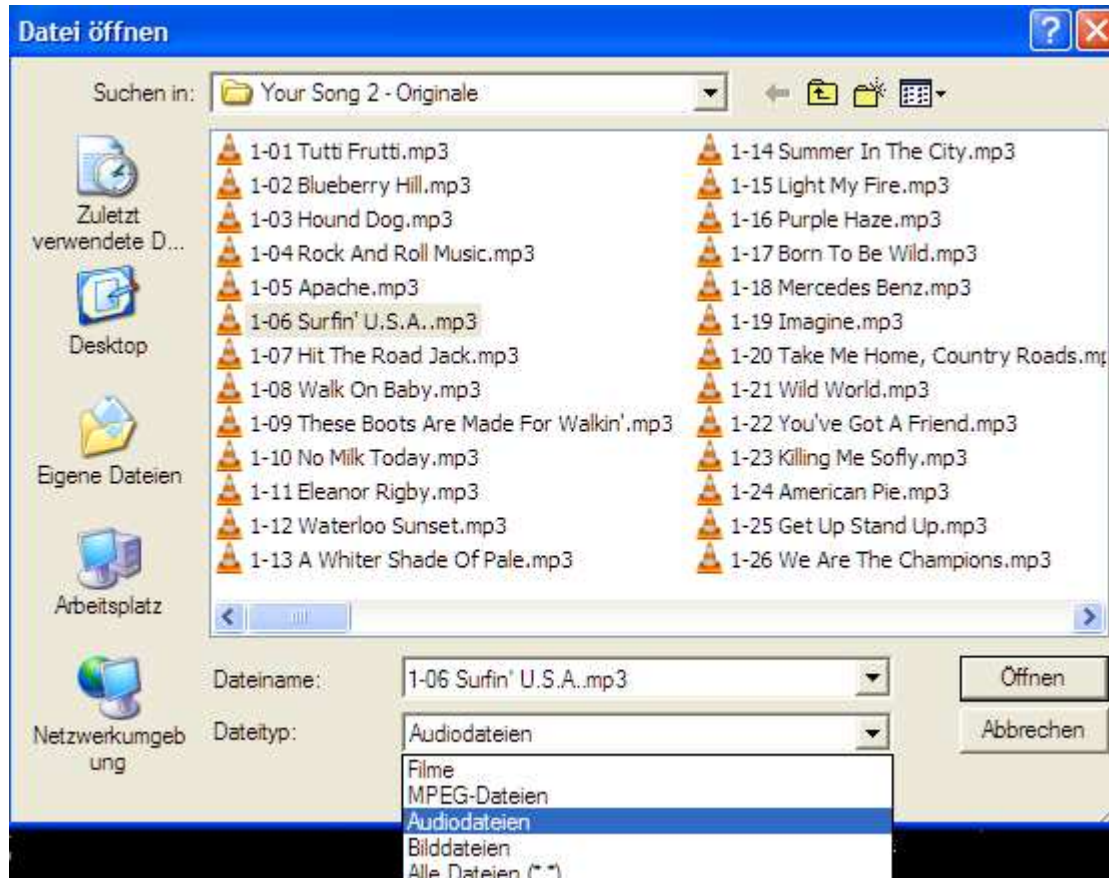 Datei öffnen
Suchen in:
Your Song 2 - Originale
Zuletzt
verwendete D...
Desktop
Eigene Dateien
Arbeitsplatz
Netzwerkumgeb
ung
1-01 Tutti Frutti.mp3
1-02 Blueberry Hill.mp3
1-03 Hound Dog.mp3
1-04 Rock And Roll Music.mp3
1-05 Apache.mp3
1-06 Surfin' U.S.A..mp3
1-07 Hit The Road Jack.mp3
1-08 Walk On Baby.mp3
1-09 These Boots Are Made For Walkin'.mp3
1-10 No Milk Today.mp3
1-11 Eleanor Rigby.mp3
1-12 Waterloo Sunset.mp3
1-13 A Whiter Shade Of Pale.mp3
1-14 Summer In The City.mp3
1-15 Light My Fire.mp3
1-16 Purple Haze.mp3
1-17 Born To Be Wild.mp3
1-18 Mercedes Benz.mp3
1-19 Imagine.mp3
1-20 Take Me Home, Country Roads.mp
1-21 Wild World.mp3
1-22 You've Got A Friend.mp3
1-23 Killing Me Sofly.mp3
1-24 American Pie.mp3
1-25 Get Up Stand Up.mp3
1-26 We Are The Champions.mp3
Dateiname:
1-06 Surfin' U.S.A..mp3
Öffnen
Dateityp:
Audiodateien
Abbrechen
Filme
MPEG-Dateien
Audiodateien
Bilddateien
Alle Dateien (*.*)